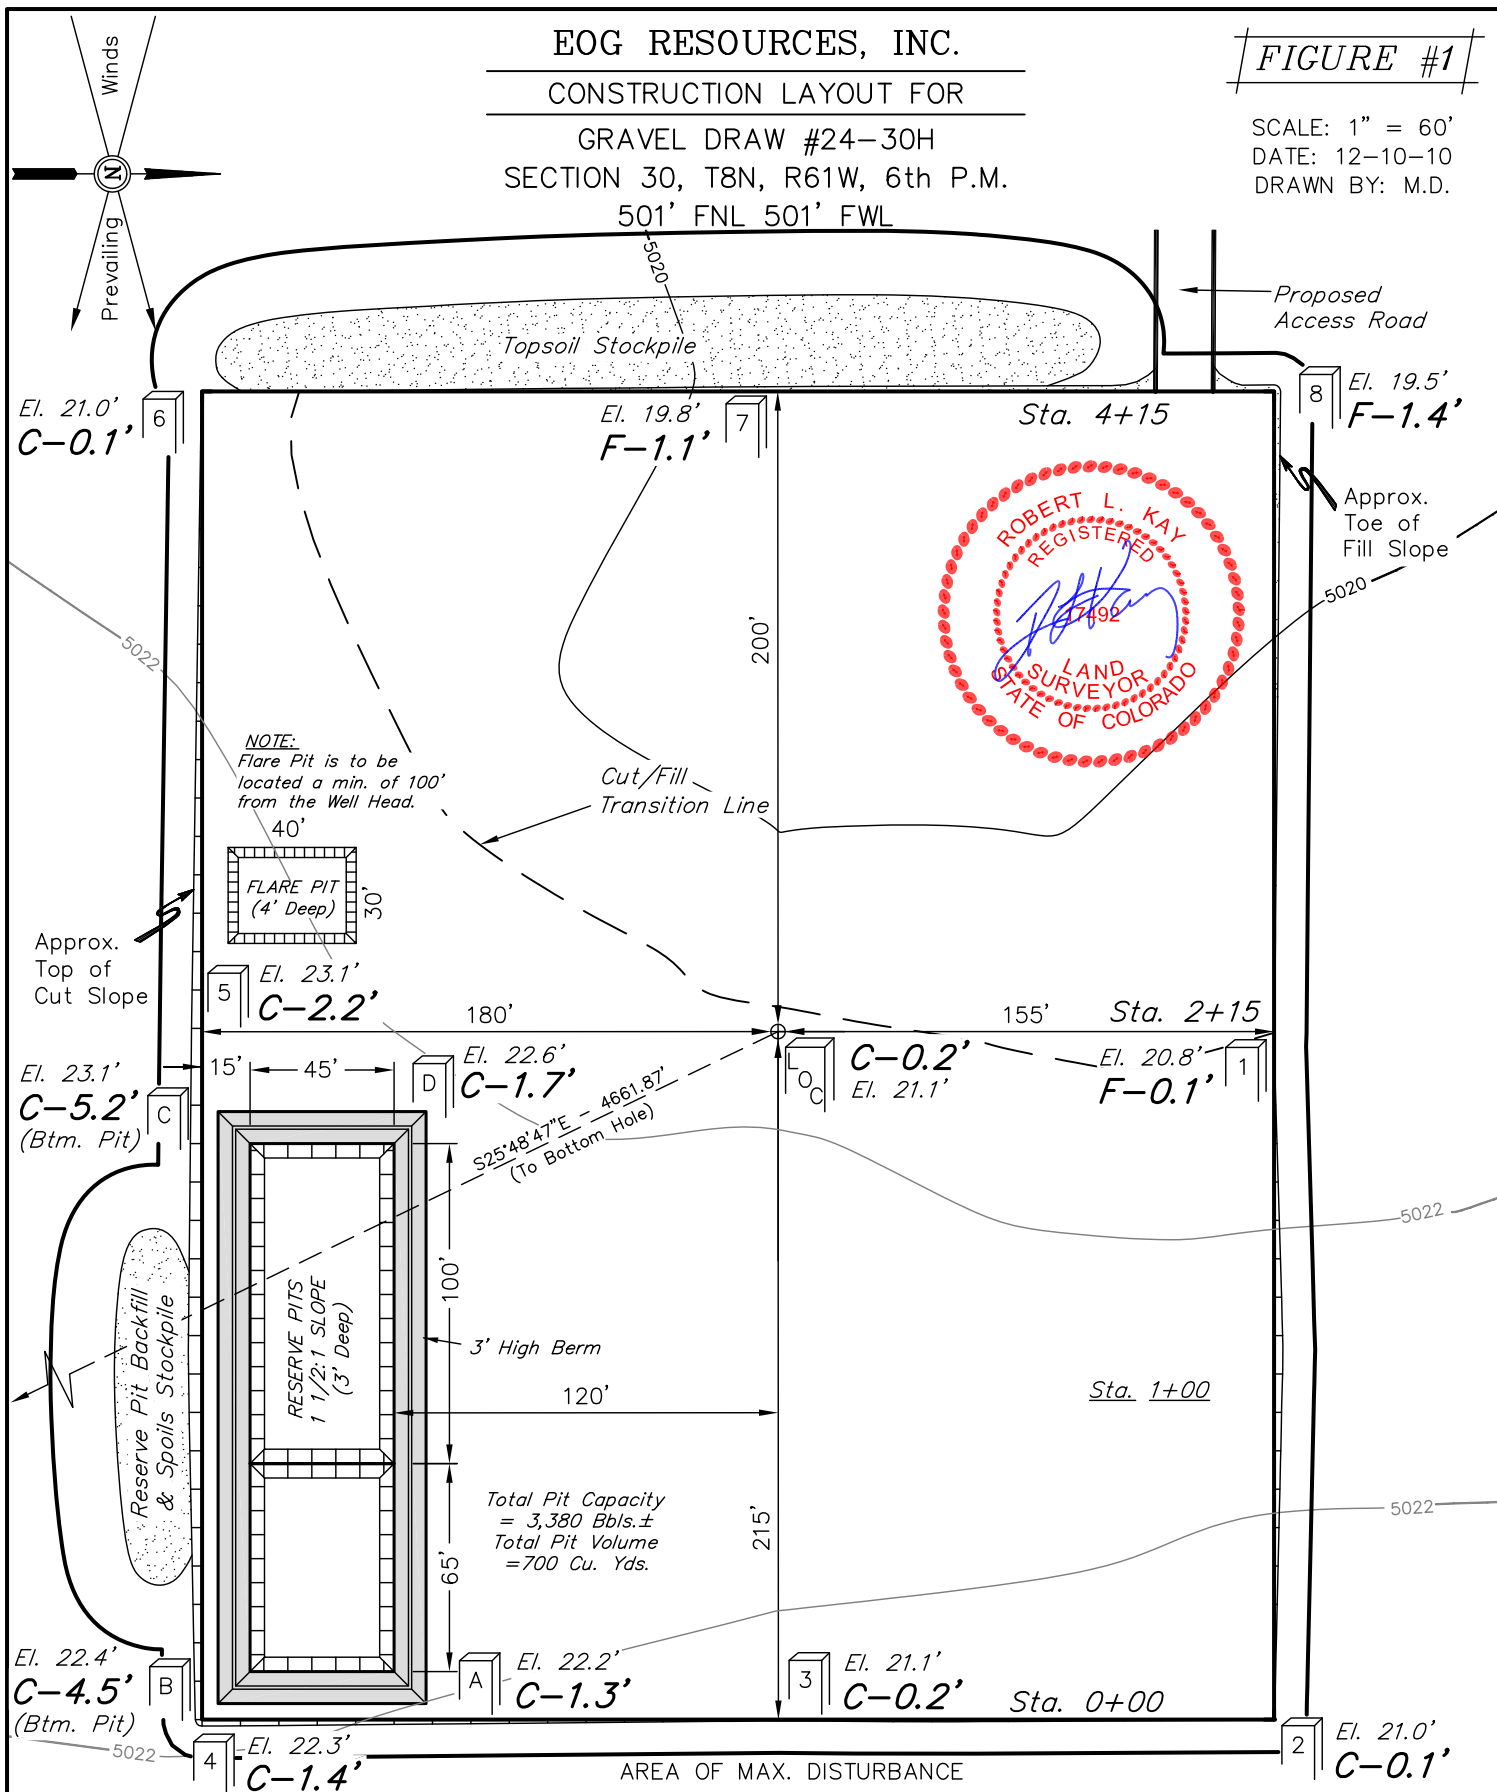 EOG RESOURCES, INC.
CONSTRUCTION LAYOUT FOR
GRAVEL DRAW #24-30H
SECTION 30, T8N, R61W, 6th P.M.
501' FNL 501' FWL
FIGURE #1
SCALE: 1" = 60'
DATE: 12-10-10
DRAWN BY: M.D.
Winds
N
Prevailing
5020
Proposed
Access Road
Topsoil Stockpile
El. 21.0'
C-0.1'
6
El. 19.8'
F-1.1'
7
Sta. 4+15
8
El. 19.5'
F-1.4'
ROBERT L. KAY
REGISTERED
17492
LAND
SURVEYOR
STATE OF COLORADO
Approx.
Toe of
Fill Slope
5020
5022
200'
NOTE:
Flare Pit is to be
located a min. of 100'
from the Well Head.
Cut/Fill
Transition Line
40'
FLARE PIT
(4' Deep)
30'
Approx.
Top of
Cut Slope
5
El. 23.1'
C-2.2'
180'
155'
Sta. 2+15
15'
45'
D
El. 22.6'
C-1.7'
LOC
C-0.2'
El. 21.1'
El. 20.8'
F-0.1'
1
El. 23.1'
C-5.2'
(Btm. Pit)
C
S25°48'47"E - 4661.87'
(To Bottom Hole)
5022
100'
RESERVE PITS
1 1/2:1 SLOPE
(3' Deep)
Reserve Pit Backfill
& Spoils Stockpile
3' High Berm
120'
Sta. 1+00
Total Pit Capacity
= 3,380 Bbls.±
Total Pit Volume
=700 Cu. Yds.
65'
215'
5022
El. 22.4'
C-4.5'
(Btm. Pit)
B
A
El. 22.2'
C-1.3'
3
El. 21.1'
C-0.2'
Sta. 0+00
5022
4
El. 22.3'
C-1.4'
AREA OF MAX. DISTURBANCE
2
El. 21.0'
C-0.1'